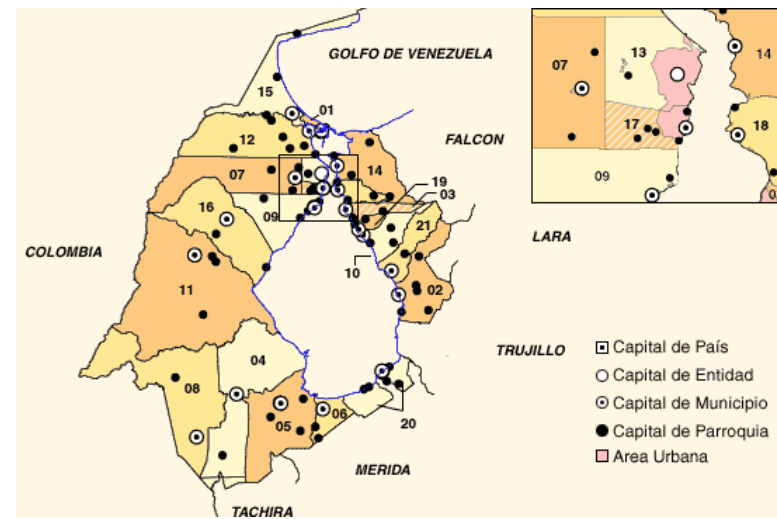 GOLFO DE VENEZUELA
13
14
07
15
01
17
18
12
FALCON
07
14
19
03
09
16
09
21
LARA
COLOMBIA
10
11
02
04
TRUJILLO
Capital de País
08
Capital de Entidad
05
06
Capital de Municipio
20
Capital de Parroquia
Area Urbana
MERIDA
TACHIRA